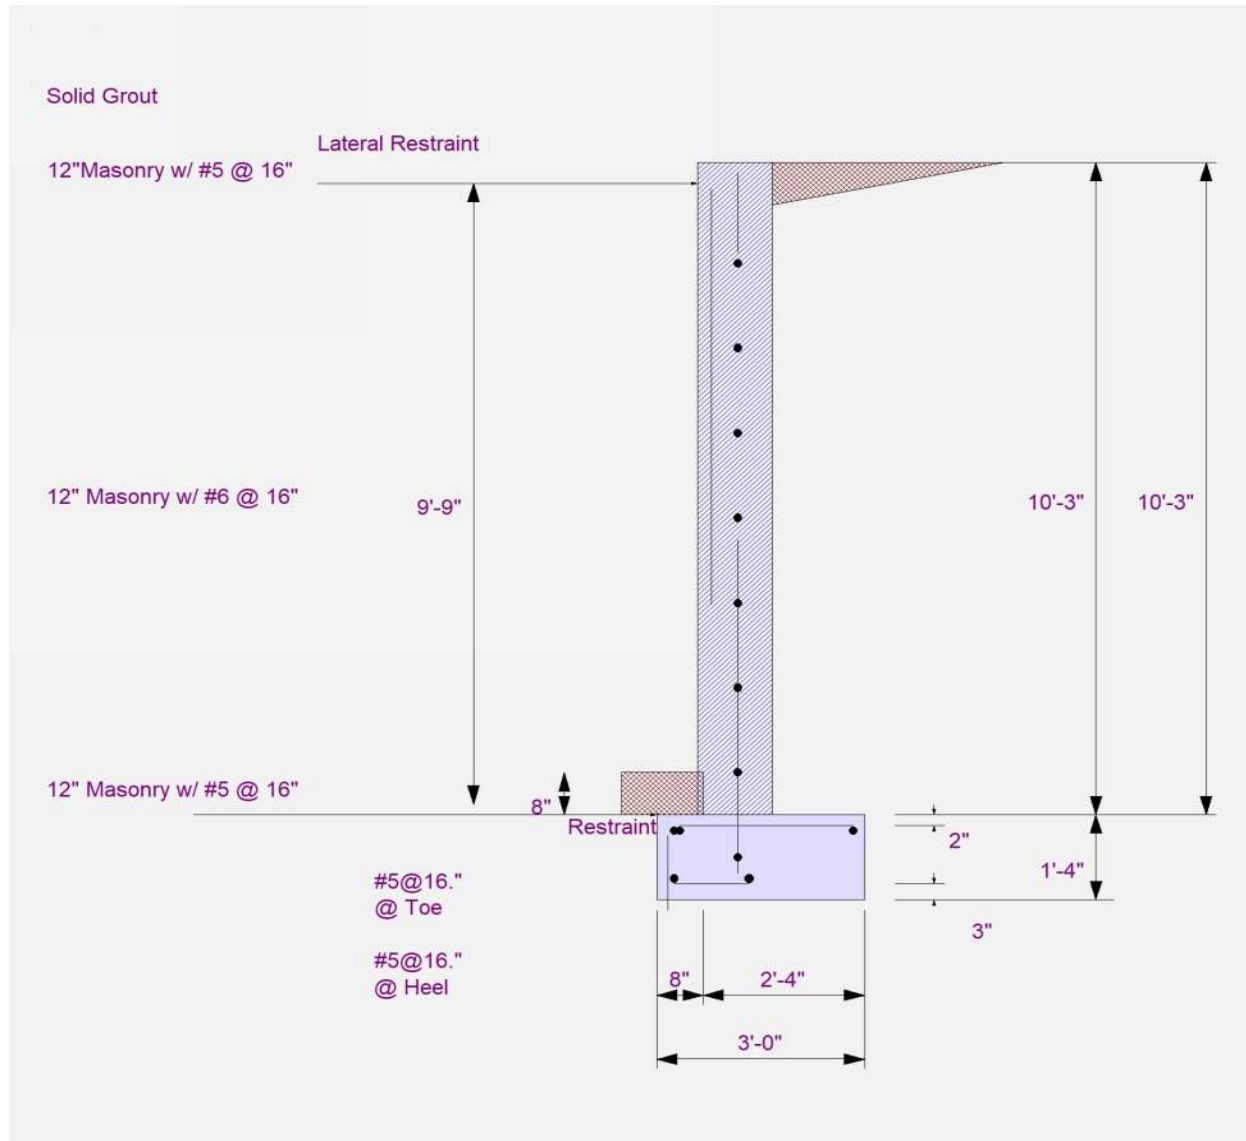 Solid Grout
Lateral Restraint
12"Masonry w/ #5 @ 16"
12" Masonry w/ #6 @ 16"
9'-9"
10'-3"
10'-3"
12" Masonry w/ #5 @ 16"
8"
Restraint
2"
1'-4"
#5@16."
@ Toe
3"
#5@16."
@ Heel
8"
2'-4"
3'-0"